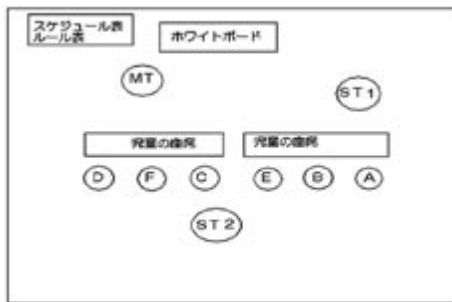 スケジュール表
ルール表
ホワイトボード
MT
ST1
児童の座席
児童の座席
D F C E B A
ST2